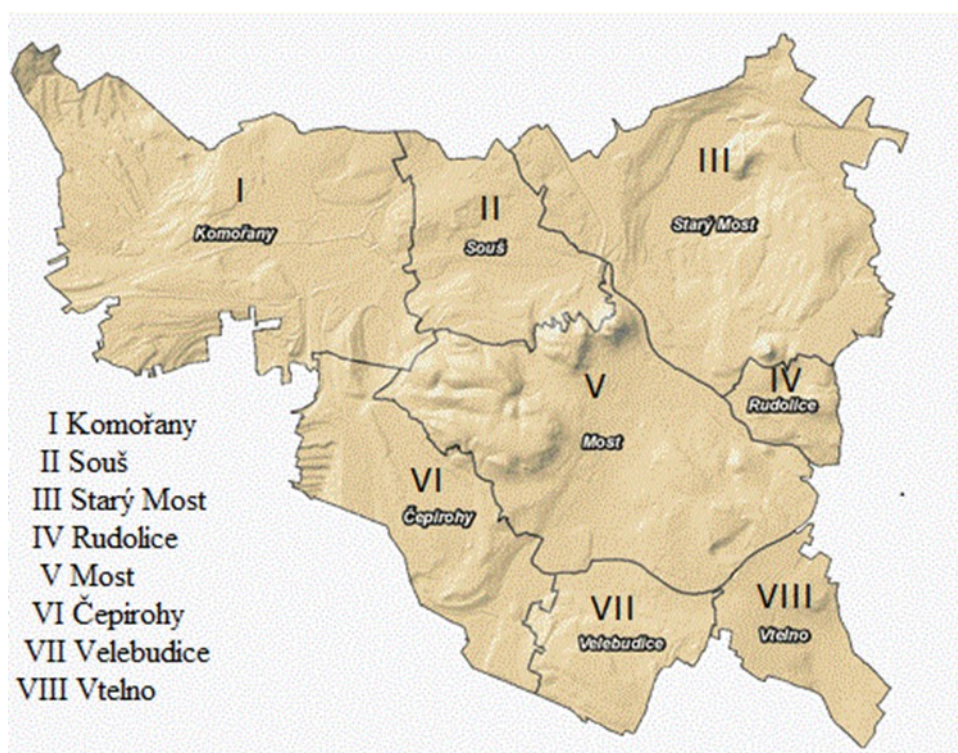 I
Komořany
II
Souš
III
Starý Most
IV
Rudolice
V
Most
VI
Čepirohy
VII
Velebudice
VIII
Vtelno
I Komořany
II Souš
III Starý Most
IV Rudolice
V Most
VI Čepirohy
VII Velebudice
VIII Vtelno